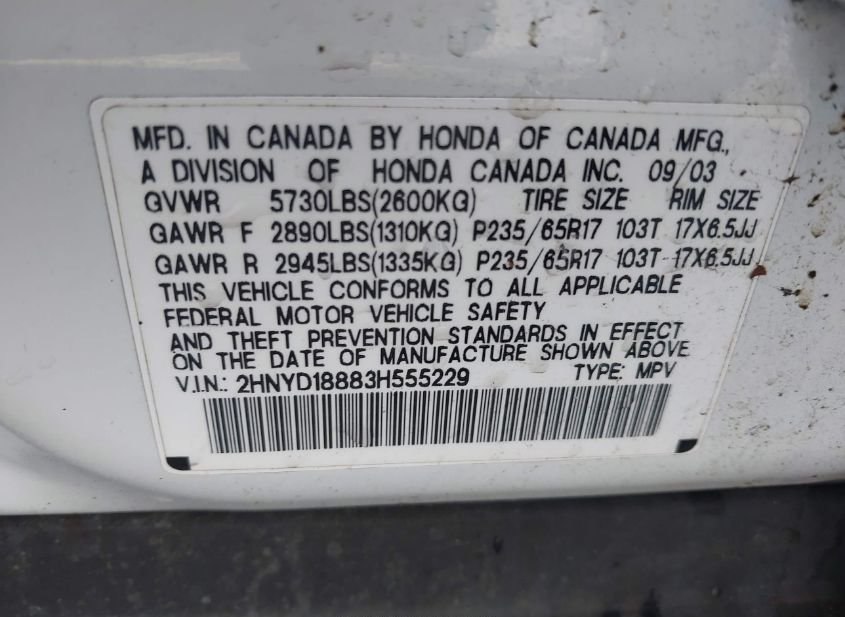 MFD. IN CANADA BY HONDA OF CANADA MFG.,
A DIVISION OF HONDA CANADA INC. 09/03
GVWR 5730LBS(2600KG) TIRE SIZE RIM SIZE
GAWR F 2890LBS(1310KG) P235/65R17 103T 17X6.5JJ
GAWR R 2945LBS(1335KG) P235/65R17 103T 17X6.5JJ
THIS VEHICLE CONFORMS TO ALL APPLICABLE
FEDERAL MOTOR VEHICLE SAFETY
AND THEFT PREVENTION STANDARDS IN EFFECT
ON THE DATE OF MANUFACTURE SHOWN ABOVE
V.I.N.: 2HNYD18883H555229 TYPE: MPV